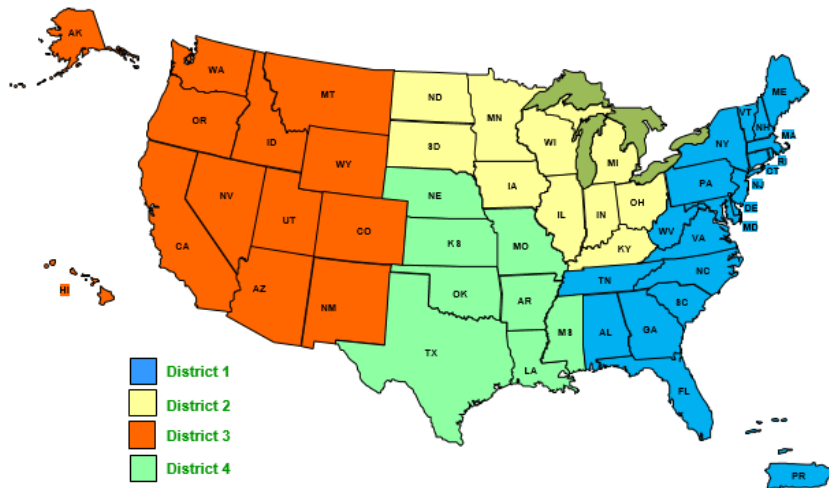 AK
WA
MT
ND
MN
ME
VT
NH
MA
OR
ID
SD
WI
MI
NY
RI
CT
WY
NJ
PA
NE
IA
NV
IL
IN
OH
DE
MD
UT
CO
KS
MO
KY
WV
VA
CA
NC
TN
HI
AZ
NM
OK
AR
SC
MS
AL
GA
TX
LA
FL
District 1
District 2
District 3
District 4
PR